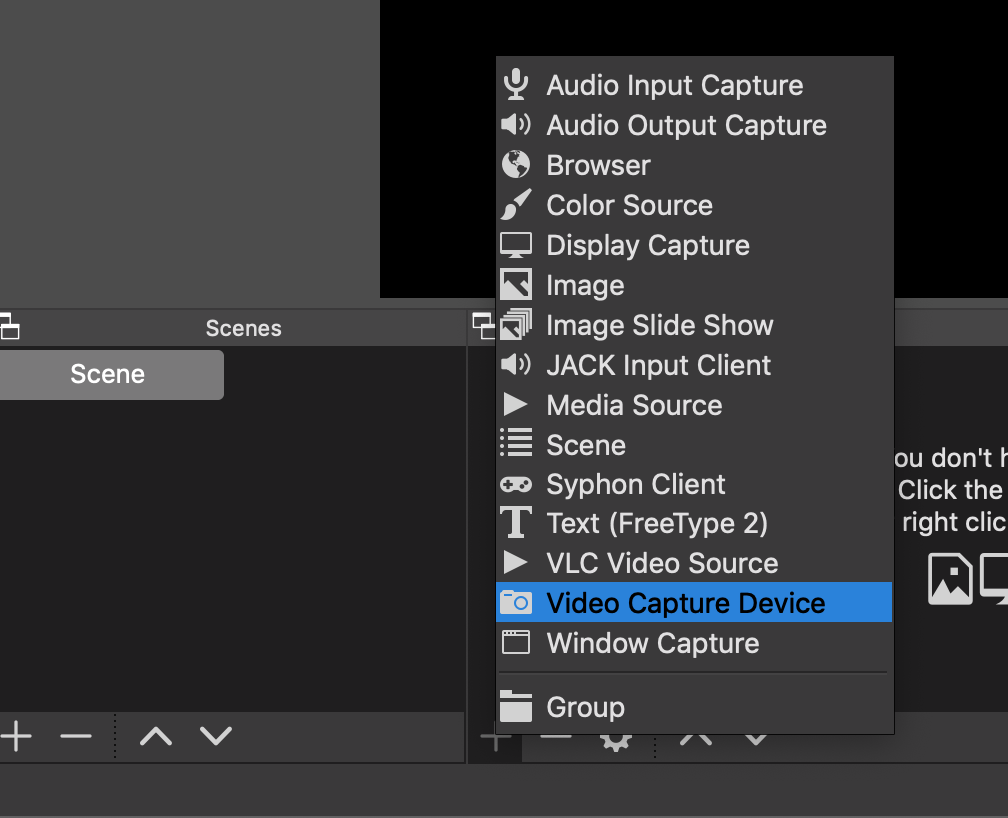 Audio Input Capture
Audio Output Capture
Browser
Color Source
Display Capture
Image
Scenes
Image Slide Show
Scene
JACK Input Client
Media Source
Scene
ou don't h
Syphon Client
Click the
Text (FreeType 2)
right clic
VLC Video Source
Video Capture Device
Window Capture
Group